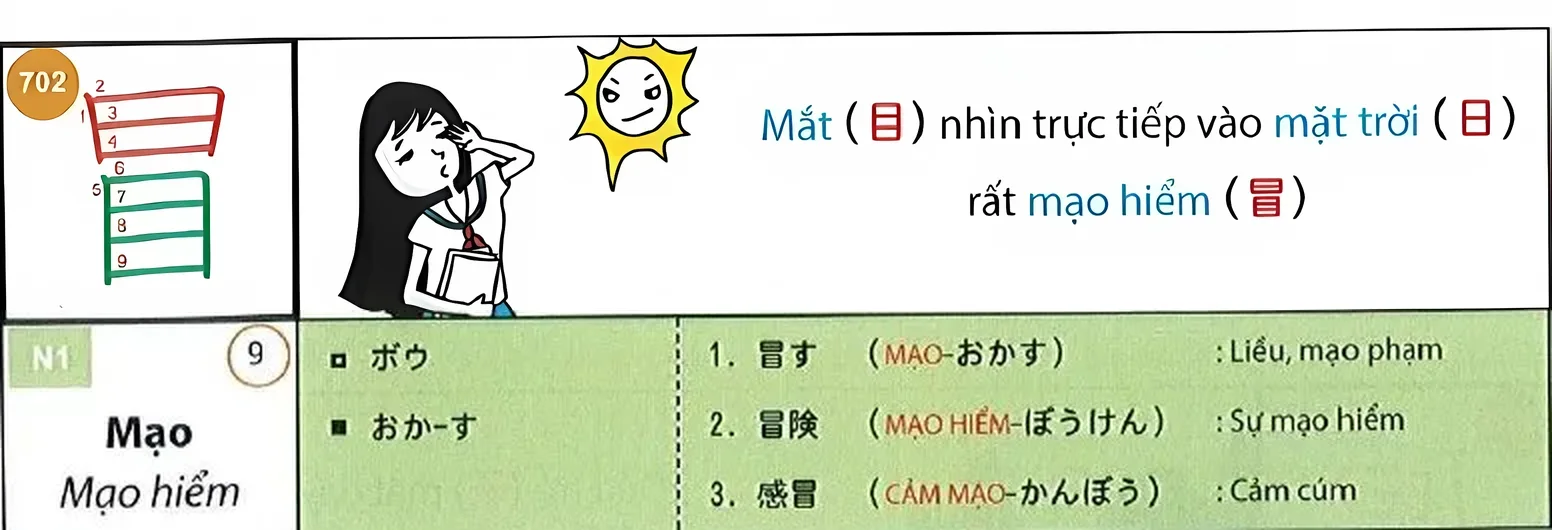 702
2
1
3
4
6
5
7
8
9
Mắt (目) nhìn trực tiếp vào mặt trời (日)
rất mạo hiểm (冒)
N1
9
Mạo
Mạo hiểm
ボウ
おか-す
1. 冒す (MẠO-おかす) : Liều, mạo phạm
2. 冒険 (MẠO HIỂM-ぼうけん) : Sự mạo hiểm
3. 感冒 (CẢM MẠO-かんぼう) : Cảm cúm